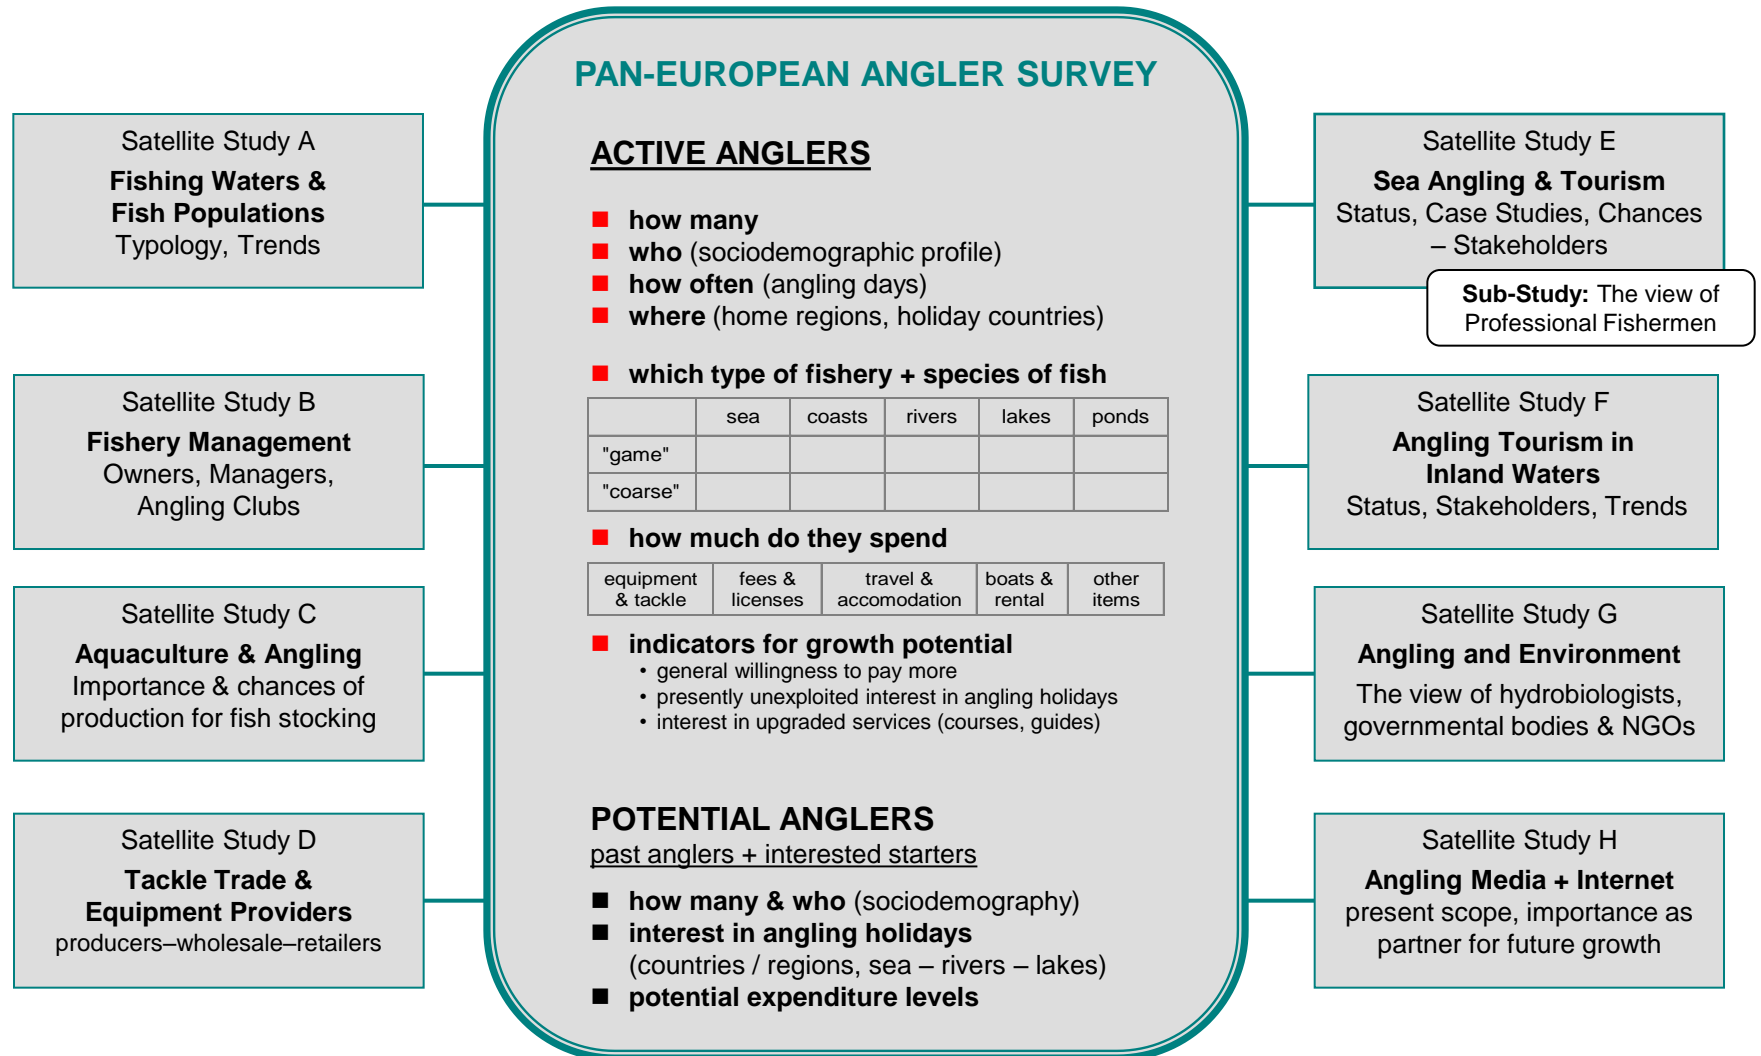 PAN-EUROPEAN ANGLER SURVEY
ACTIVE ANGLERS
how many
who (sociodemographic profile)
how often (angling days)
where (home regions, holiday countries)
which type of fishery + species of fish
sea coasts rivers lakes ponds
"game"
"coarse"
how much do they spend
equipment & tackle
fees & licenses
travel & accomodation
boats & rental
other items
indicators for growth potential
• general willingness to pay more
• presently unexploited interest in angling holidays
• interest in upgraded services (courses, guides)
POTENTIAL ANGLERS
past anglers + interested starters
how many & who (sociodemography)
interest in angling holidays
(countries / regions, sea – rivers – lakes)
potential expenditure levels
Satellite Study A
Fishing Waters &
Fish Populations
Typology, Trends
Satellite Study B
Fishery Management
Owners, Managers,
Angling Clubs
Satellite Study C
Aquaculture & Angling
Importance & chances of
production for fish stocking
Satellite Study D
Tackle Trade &
Equipment Providers
producers–wholesale–retailers
Satellite Study E
Sea Angling & Tourism
Status, Case Studies, Chances
– Stakeholders
Sub-Study: The view of
Professional Fishermen
Satellite Study F
Angling Tourism in
Inland Waters
Status, Stakeholders, Trends
Satellite Study G
Angling and Environment
The view of hydrobiologists,
governmental bodies & NGOs
Satellite Study H
Angling Media + Internet
present scope, importance as
partner for future growth